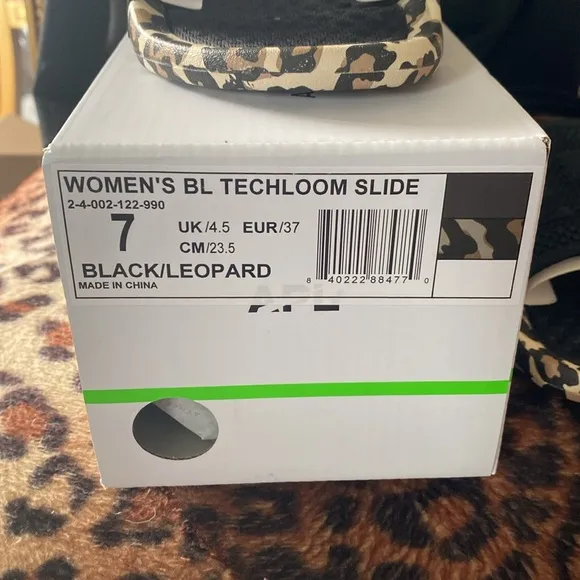 WOMEN'S BL TECHLOOM SLIDE
2-4-002-122-990
7 UK/4.5 EUR/37
CM/23.5
BLACK/LEOPARD
MADE IN CHINA
8 40222 88477 0
APL